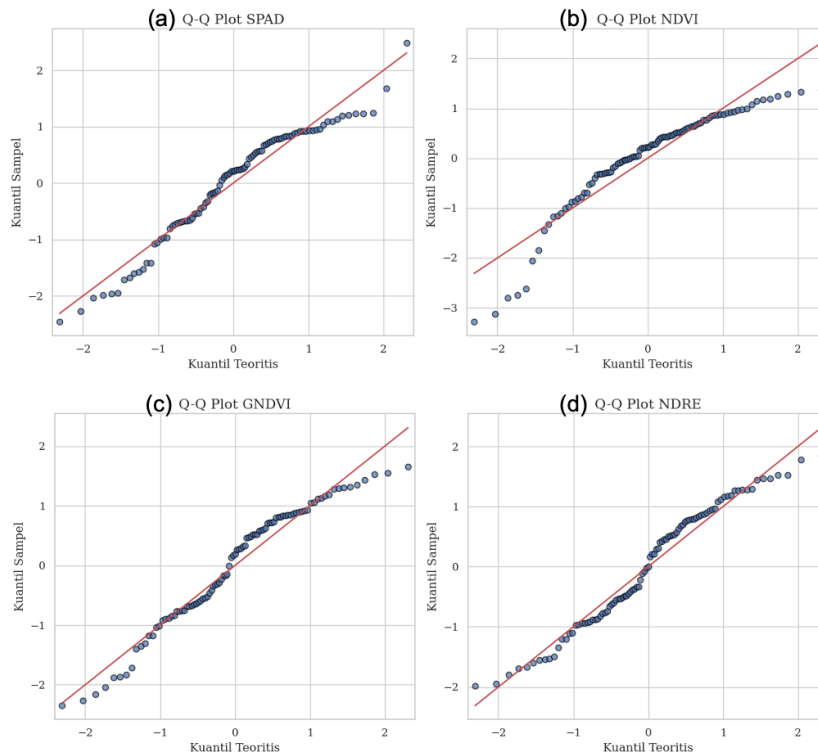 (a) Q-Q Plot SPAD
2
1
0
−1
−2
Kuantil Sampel
−2 −1 0 1 2
Kuantil Teoritis
(b) Q-Q Plot NDVI
2
1
0
−1
−2
−3
Kuantil Sampel
−2 −1 0 1 2
Kuantil Teoritis
(c) Q-Q Plot GNDVI
2
1
0
−1
−2
Kuantil Sampel
−2 −1 0 1 2
Kuantil Teoritis
(d) Q-Q Plot NDRE
2
1
0
−1
−2
Kuantil Sampel
−2 −1 0 1 2
Kuantil Teoritis